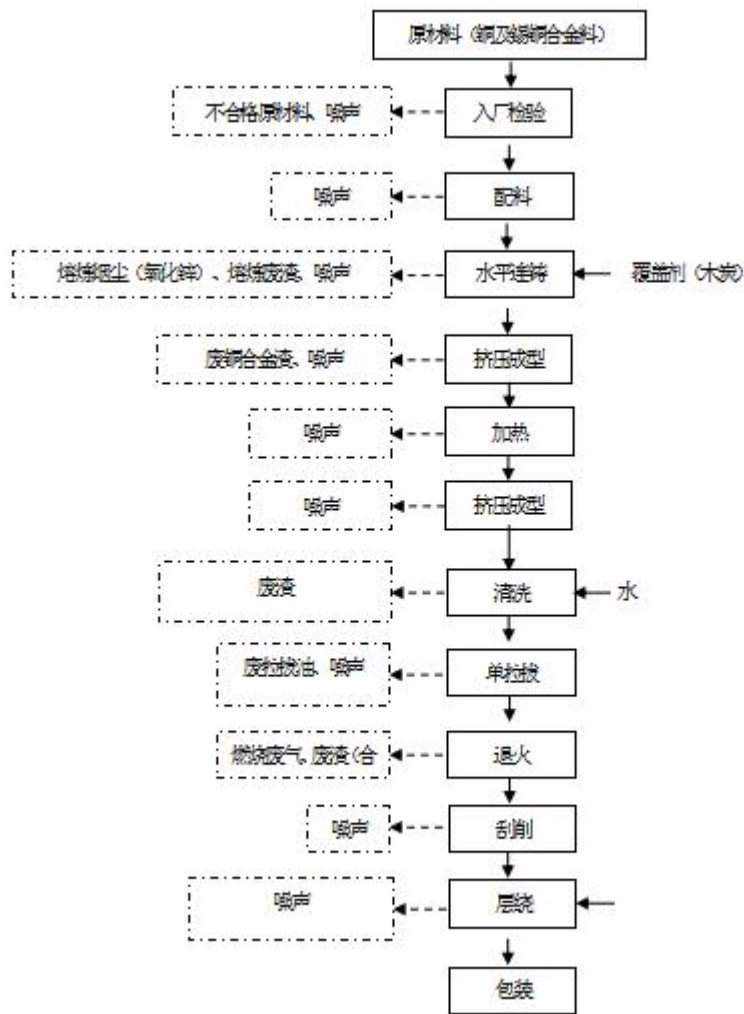 原材料（铜及锡铜合金料）
不合格原材料、噪声
入厂检验
噪声
配料
熔炼烟尘（氧化锌）、熔炼废渣、噪声
水平连铸
覆盖剂（木炭）
废铜合金渣、噪声
挤压成型
噪声
加热
噪声
挤压成型
废渣
清洗
水
废拉拨油、噪声
单拉拨
燃烧废气、废渣（合
退火
噪声
刮削
噪声
层绕
包装